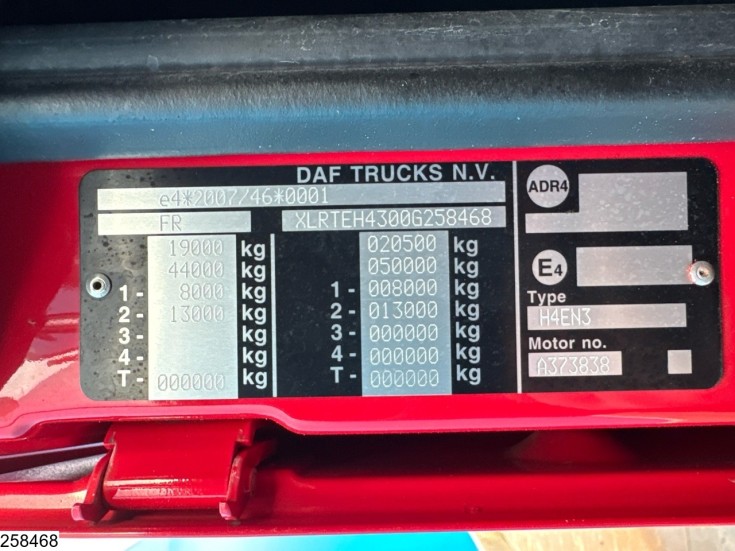 DAF TRUCKS N.V.
e4*2007/46*0001
FR XLRTEH4300G258468
19000 kg 020500 kg
44000 kg 050000 kg
1- 8000 kg 1- 008000 kg
2- 13000 kg 2- 013000 kg
3- kg 3- 000000 kg
4- kg 4- 000000 kg
T- 000000 kg T- 000000 kg
ADR4
E4
Type
H4EN3
Motor no.
A373838
258468